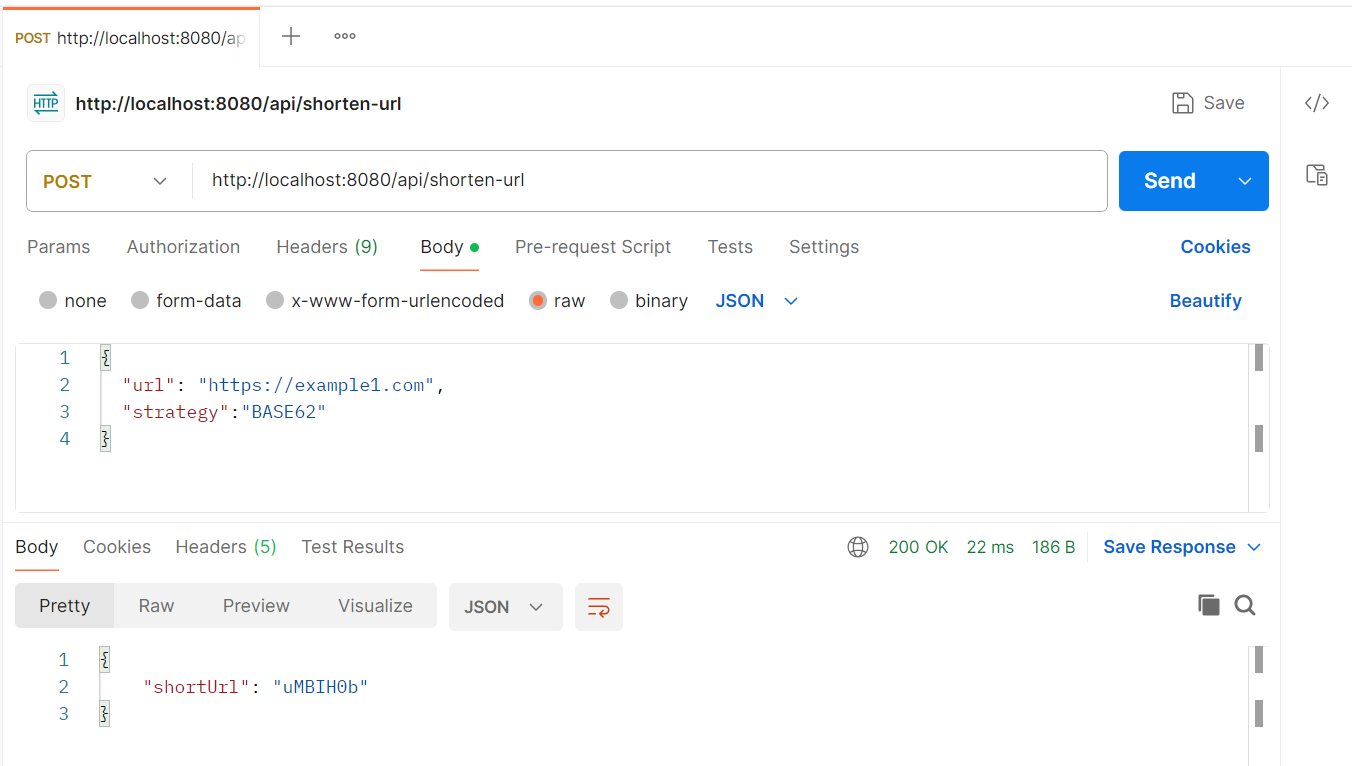 POST http://localhost:8080/ap
http://localhost:8080/api/shorten-url
Save
POST
http://localhost:8080/api/shorten-url
Send
Params Authorization Headers (9) Body Pre-request Script Tests Settings Cookies
none form-data x-www-form-urlencoded raw binary JSON Beautify
1 {
2 "url": "https://example1.com",
3 "strategy":"BASE62"
4 }
Body Cookies Headers (5) Test Results 200 OK 22 ms 186 B Save Response
Pretty Raw Preview Visualize JSON
1 {
2 "shortUrl": "uMBIH0b"
3 }